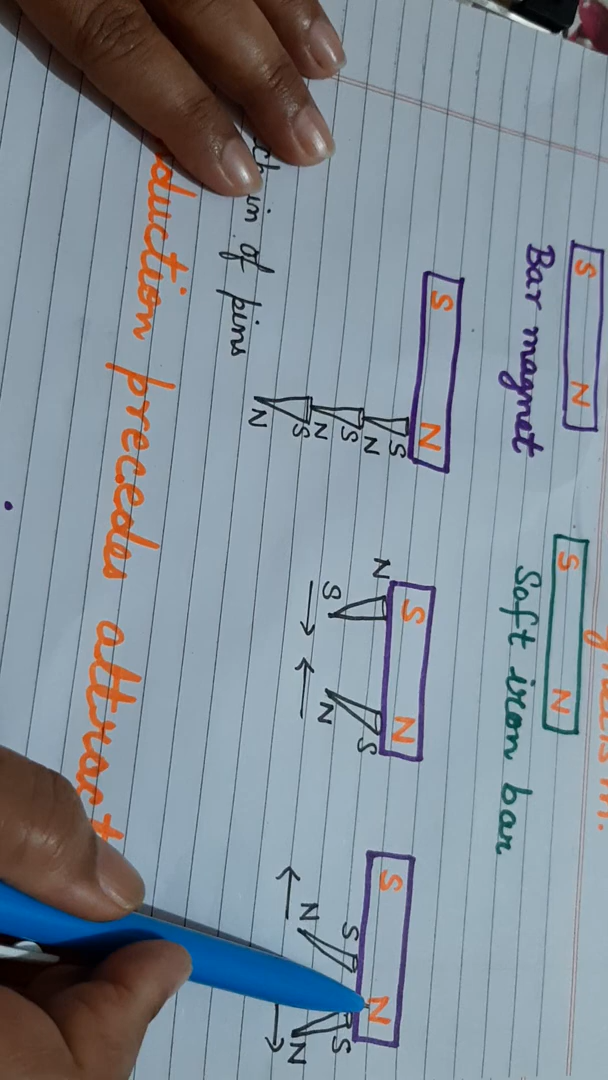 S N S N
Bar magnet Soft iron bar
S N S N S N
S N N S S S
S N S N N N
S
N
chain of pins
duction precedes attract